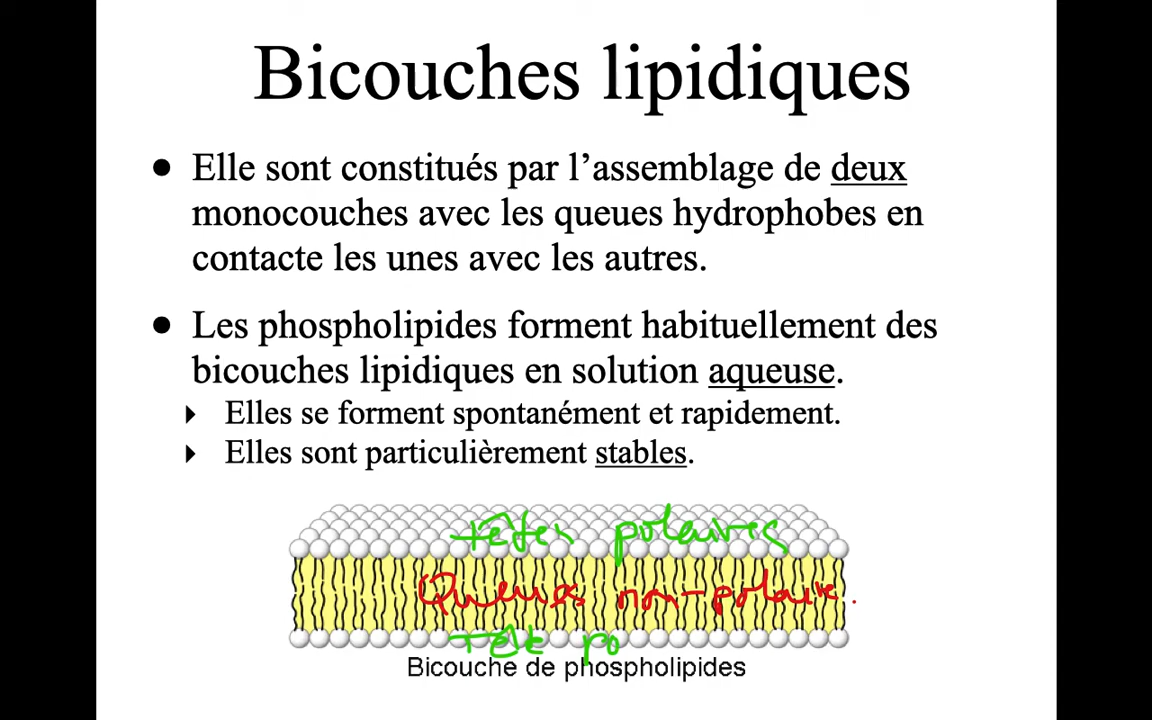 Bicouches lipidiques
● Elle sont constitués par l’assemblage de deux
monocouches avec les queues hydrophobes en
contacte les unes avec les autres.
● Les phospholipides forment habituellement des
bicouches lipidiques en solution aqueuse.
‣ Elles se forment spontanément et rapidement.
‣ Elles sont particulièrement stables.
têtes polaires
Queues non-polaire.
têt po
Bicouche de phospholipides